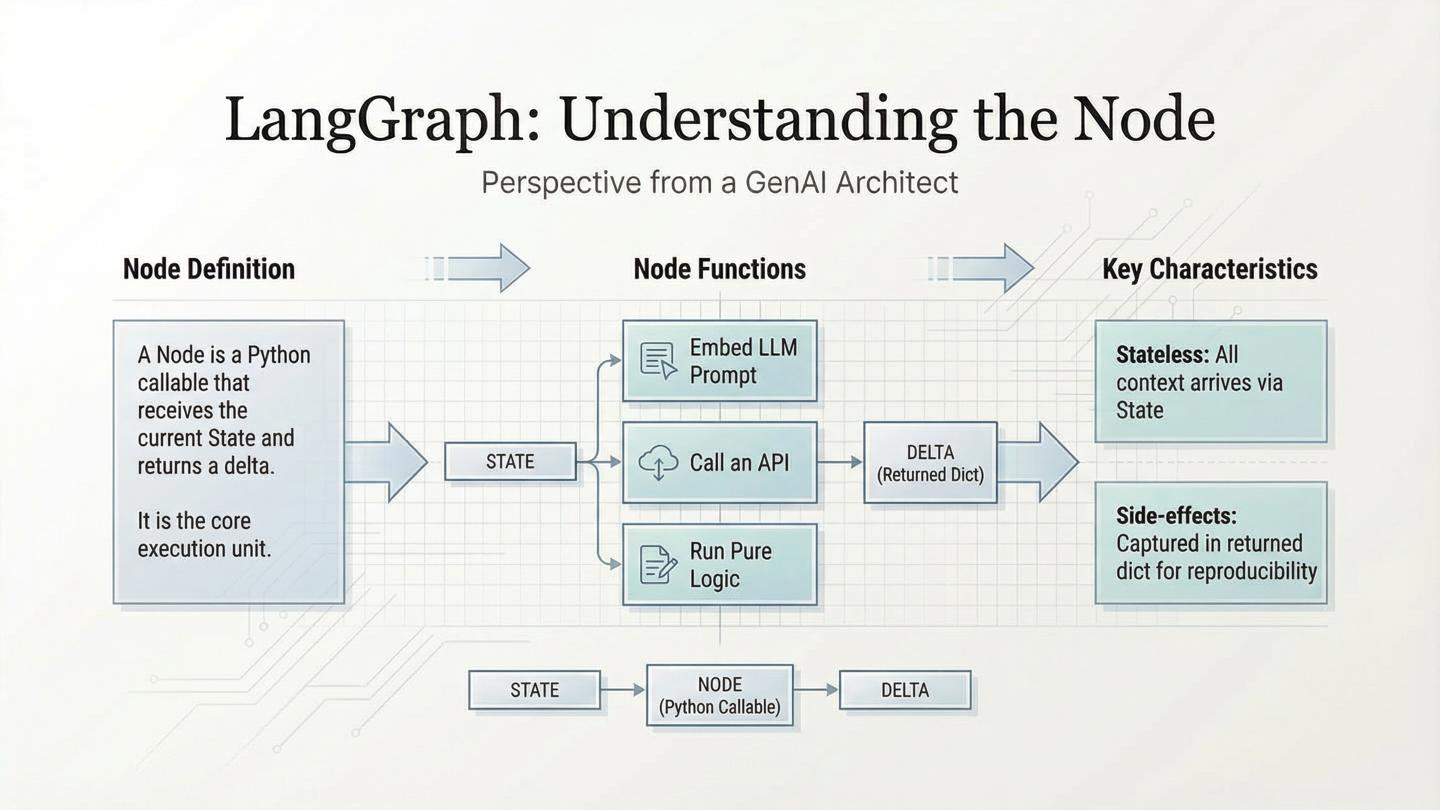 LangGraph: Understanding the Node
Perspective from a GenAI Architect
Node Definition
Node Functions
Key Characteristics
A Node is a Python
callable that
receives the
current State and
returns a delta.
It is the core
execution unit.
STATE
Embed LLM
Prompt
Call an API
Run Pure
Logic
DELTA
(Returned Dict)
Stateless: All
context arrives via
State
Side-effects:
Captured in returned
dict for reproducibility
STATE
NODE
(Python Callable)
DELTA